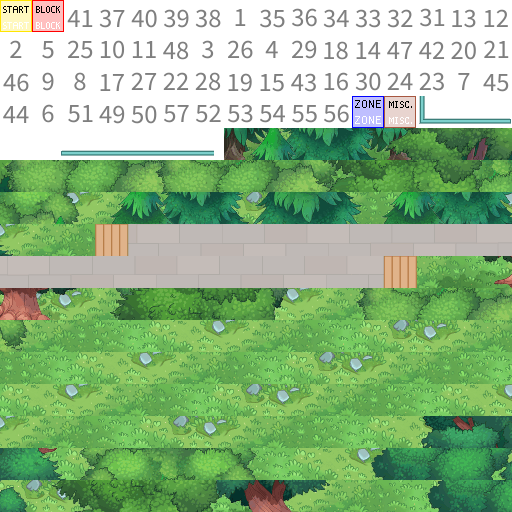 START BLOCK 41 37 40 39 38 1 35 36 34 33 32 31 13 12
START BLOCK
2 5 25 10 11 48 3 26 4 29 18 14 47 42 20 21
46 9 8 17 27 22 28 19 15 43 16 30 24 23 7 45
44 6 51 49 50 57 52 53 54 55 56 ZONE MISC.
ZONE MISC.